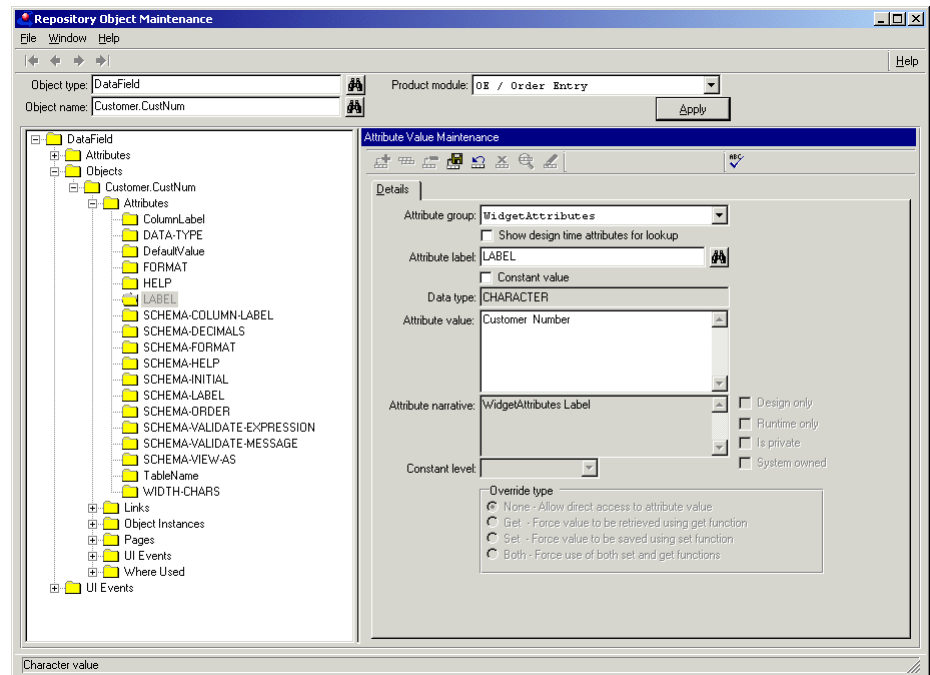 Repository Object Maintenance
File Window Help
Help
Object type: DataField
Product module: OE / Order Entry
Object name: Customer.CustNum
Apply
DataField
Attributes
Objects
Customer.CustNum
Attributes
ColumnLabel
DATA-TYPE
DefaultValue
FORMAT
HELP
LABEL
SCHEMA-COLUMN-LABEL
SCHEMA-DECIMALS
SCHEMA-FORMAT
SCHEMA-HELP
SCHEMA-INITIAL
SCHEMA-LABEL
SCHEMA-ORDER
SCHEMA-VALIDATE-EXPRESSION
SCHEMA-VALIDATE-MESSAGE
SCHEMA-VIEW-AS
TableName
WIDTH-CHARS
Links
Object Instances
Pages
UI Events
Where Used
UI Events
Attribute Value Maintenance
ABC
Details
Attribute group: WidgetAttributes
Show design time attributes for lookup
Attribute label: LABEL
Constant value
Data type: CHARACTER
Attribute value: Customer Number
Attribute narrative: WidgetAttributes Label
Design only
Runtime only
Is private
System owned
Constant level:
Override type
None - Allow direct access to attribute value
Get - Force value to be retrieved using get function
Set - Force value to be saved using set function
Both - Force use of both set and get functions
Character value